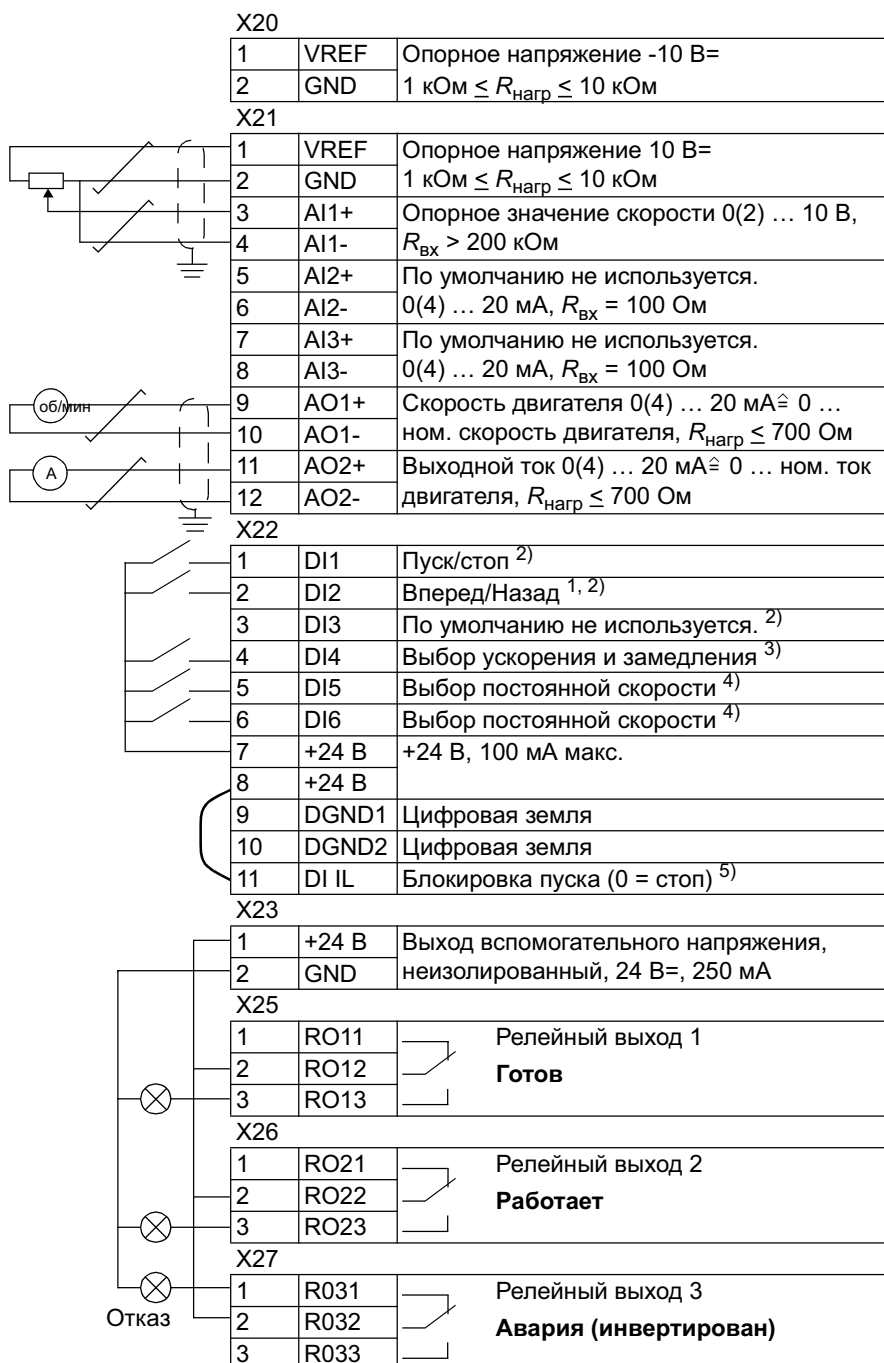 X20
1 VREF Опорное напряжение -10 В=
2 GND 1 кОм ≤ Rнагр ≤ 10 кОм
X21
1 VREF Опорное напряжение 10 В=
2 GND 1 кОм ≤ Rнагр ≤ 10 кОм
3 AI1+ Опорное значение скорости 0(2) … 10 В,
4 AI1- Rвх > 200 кОм
5 AI2+ По умолчанию не используется.
6 AI2- 0(4) … 20 мА, Rвх = 100 Ом
7 AI3+ По умолчанию не используется.
8 AI3- 0(4) … 20 мА, Rвх = 100 Ом
об/мин 9 AO1+ Скорость двигателя 0(4) … 20 мА ≙ 0 …
10 AO1- ном. скорость двигателя, Rнагр ≤ 700 Ом
A 11 AO2+ Выходной ток 0(4) … 20 мА ≙ 0 … ном. ток
12 AO2- двигателя, Rнагр ≤ 700 Ом
X22
1 DI1 Пуск/стоп 2)
2 DI2 Вперед/Назад 1, 2)
3 DI3 По умолчанию не используется. 2)
4 DI4 Выбор ускорения и замедления 3)
5 DI5 Выбор постоянной скорости 4)
6 DI6 Выбор постоянной скорости 4)
7 +24 В +24 В, 100 мА макс.
8 +24 В
9 DGND1 Цифровая земля
10 DGND2 Цифровая земля
11 DI IL Блокировка пуска (0 = стоп) 5)
X23
1 +24 В Выход вспомогательного напряжения,
2 GND неизолированный, 24 В=, 250 мА
X25
1 RO11 Релейный выход 1
2 RO12 Готов
3 RO13
X26
1 RO21 Релейный выход 2
2 RO22 Работает
3 RO23
X27
1 R031 Релейный выход 3
Отказ 2 R032 Авария (инвертирован)
3 R033